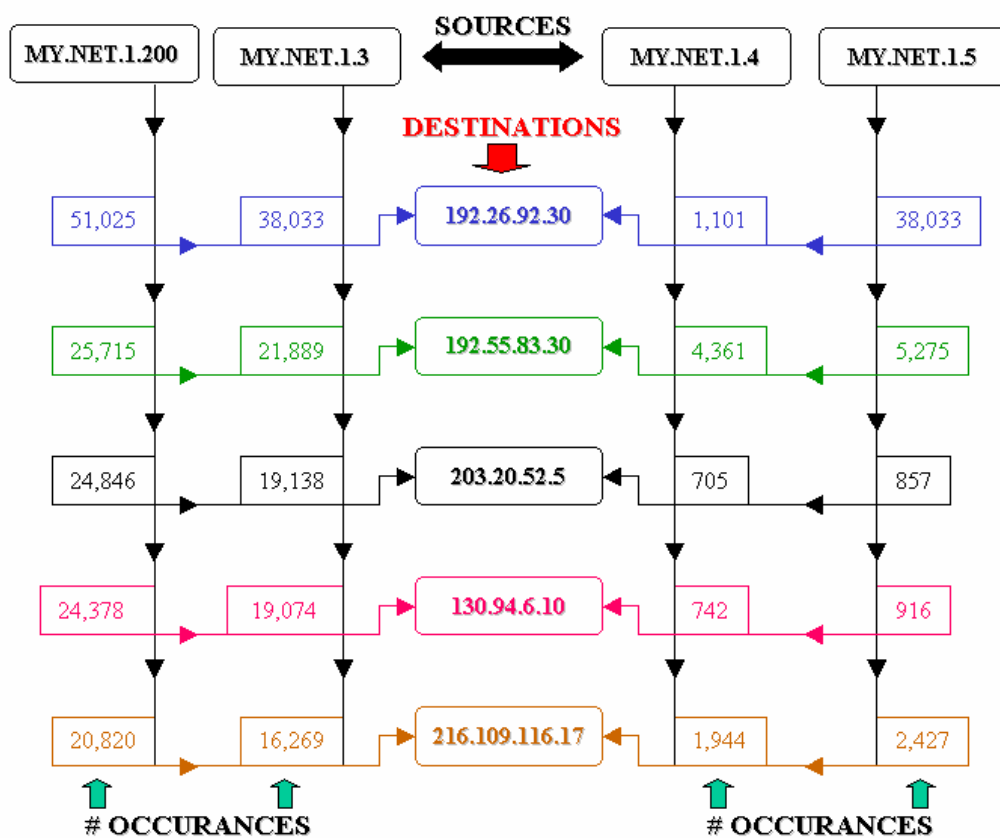 SOURCES
MY.NET.1.200 MY.NET.1.3 MY.NET.1.4 MY.NET.1.5
DESTINATIONS
51,025 38,033 192.26.92.30 1,101 38,033
25,715 21,889 192.55.83.30 4,361 5,275
24,846 19,138 203.20.52.5 705 857
24,378 19,074 130.94.6.10 742 916
20,820 16,269 216.109.116.17 1,944 2,427
# OCCURANCES # OCCURANCES